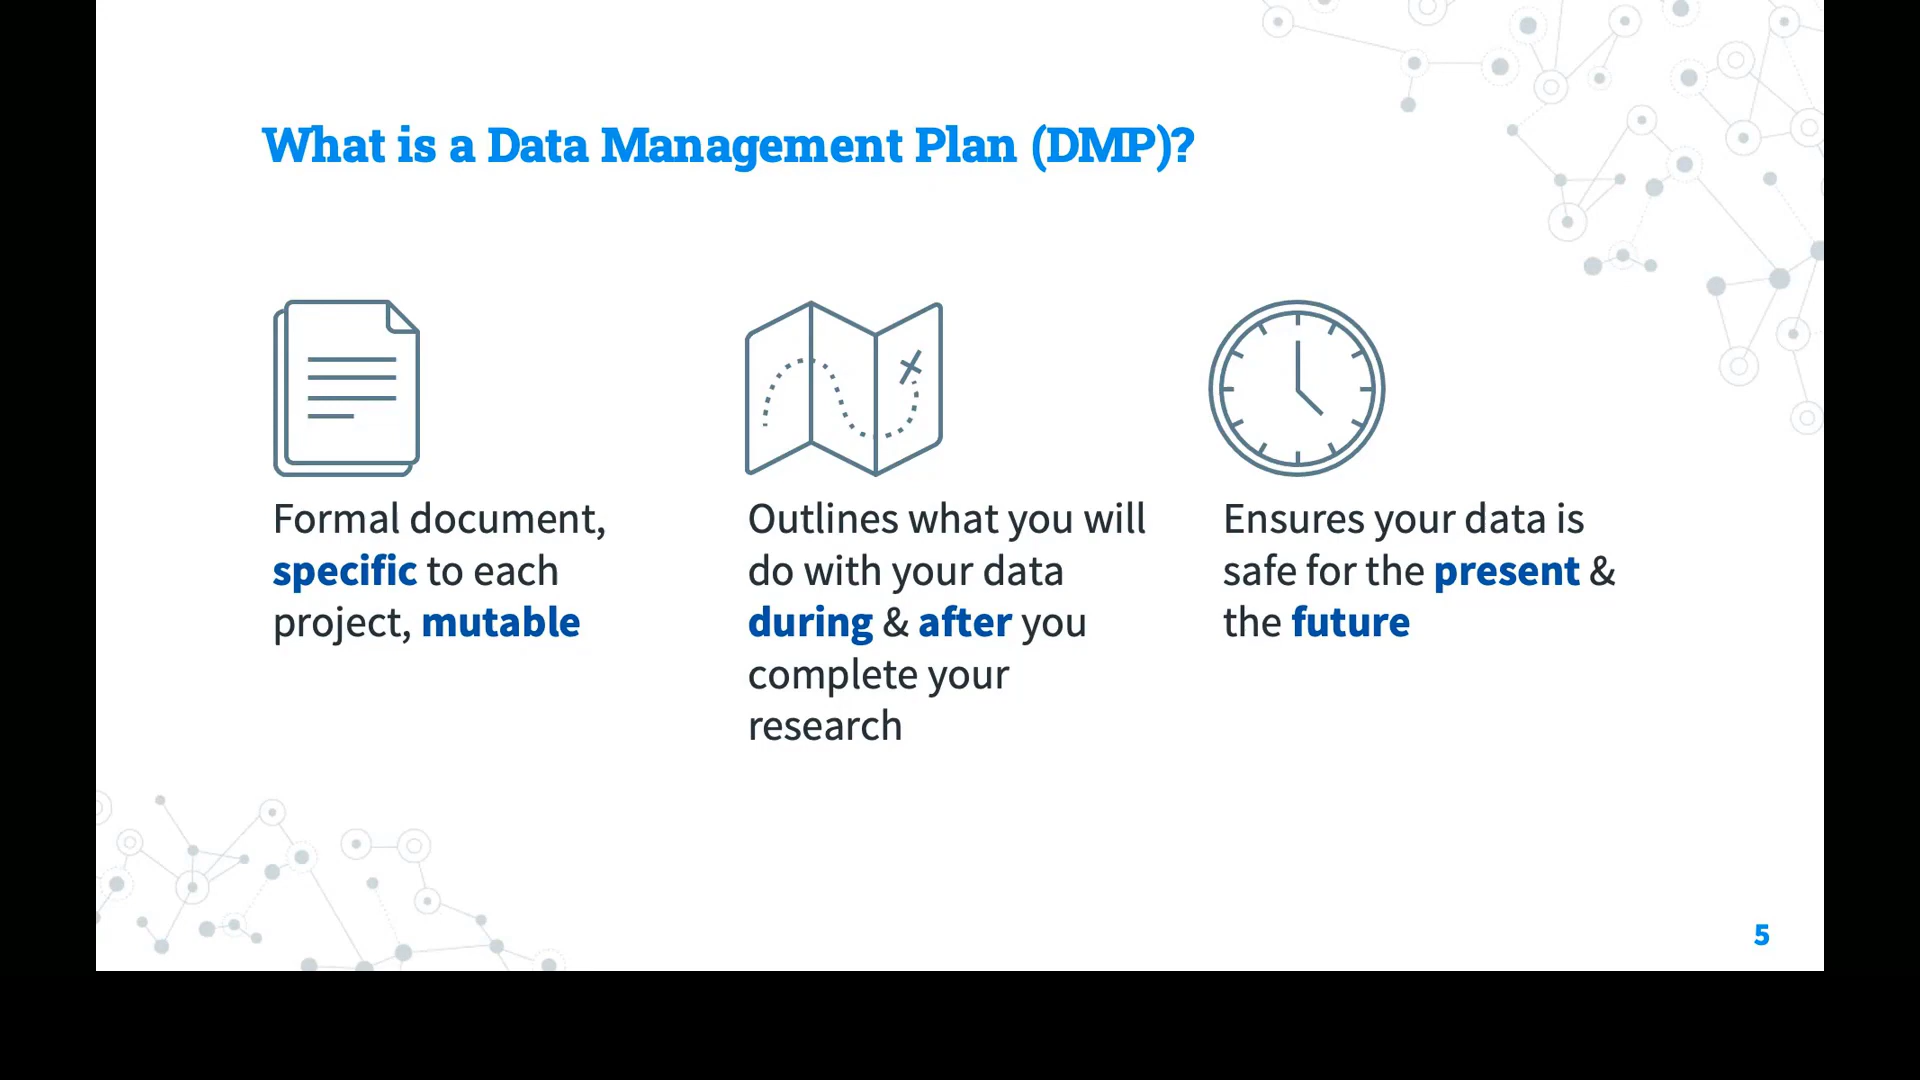 What is a Data Management Plan (DMP)?
Formal document,
specific to each
project, mutable
Outlines what you will
do with your data
during & after you
complete your
research
Ensures your data is
safe for the present &
the future
5